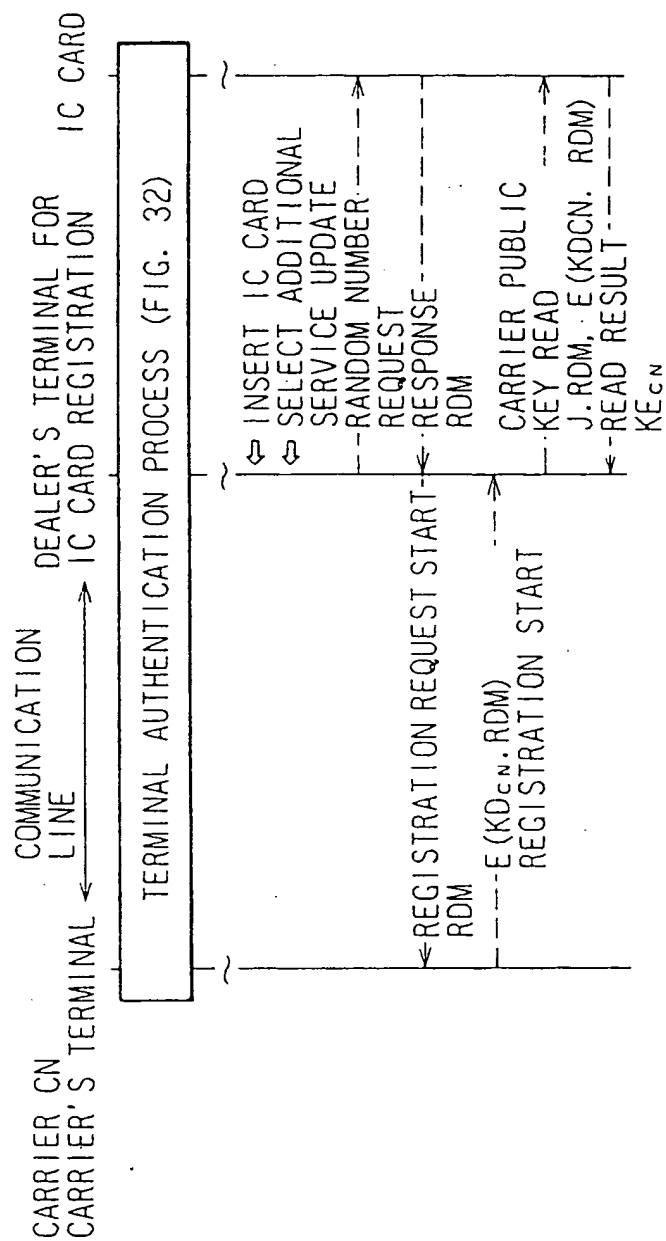 CARRIER CN
CARRIER'S TERMINAL
COMMUNICATION
LINE
DEALER'S TERMINAL FOR
IC CARD REGISTRATION
IC CARD
TERMINAL AUTHENTICATION PROCESS (FIG. 32)
INSERT IC CARD
SELECT ADDITIONAL
SERVICE UPDATE
RANDOM NUMBER
REQUEST
RESPONSE
RDM
REGISTRATION REQUEST START
RDM
E(KDCN.RDM)
REGISTRATION START
CARRIER PUBLIC
KEY READ
J.RDM, E(KDCN. RDM)
READ RESULT
KECN